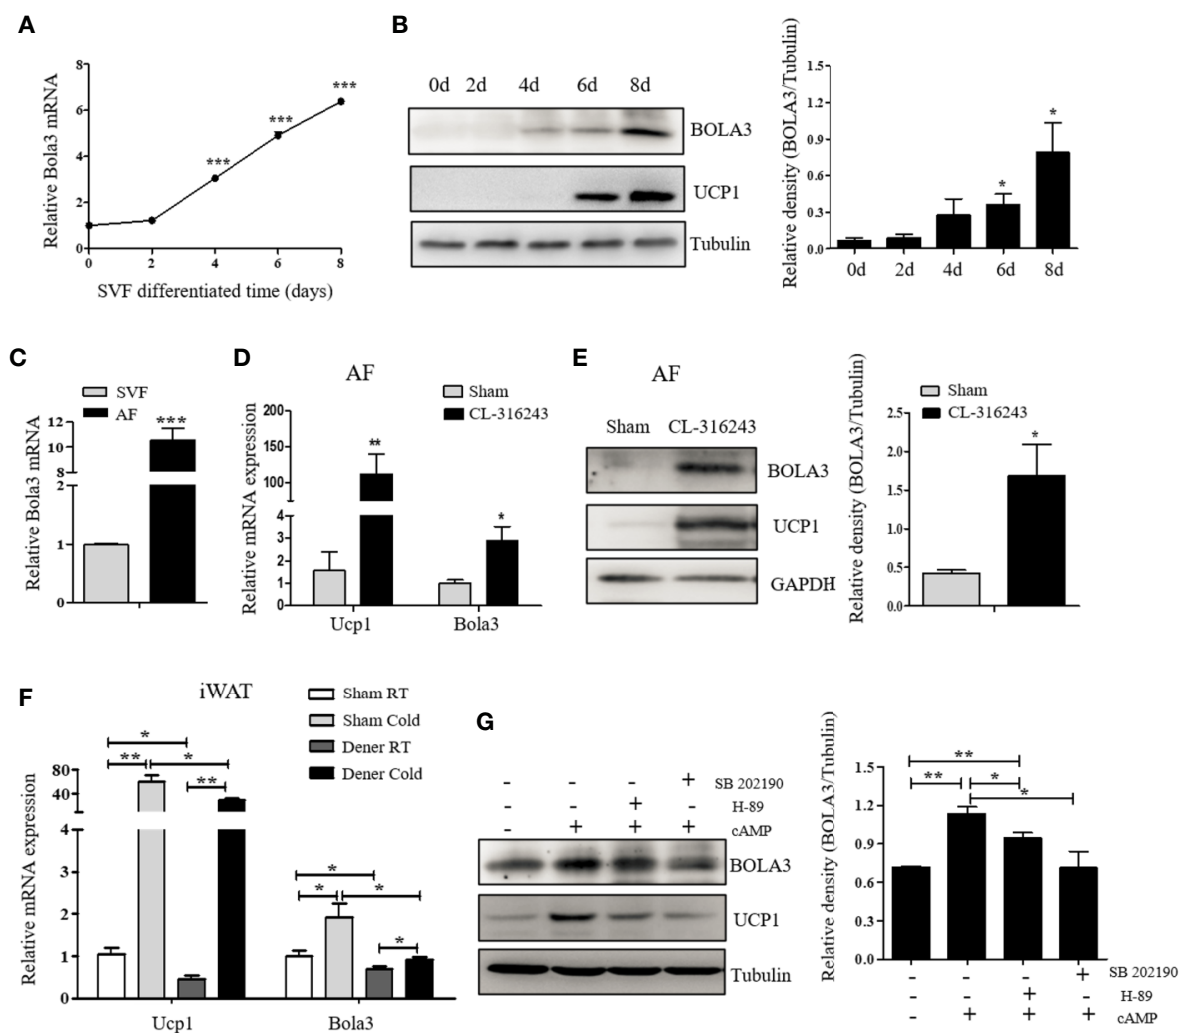 A
Relative Bola3 mRNA
8
6
4
2
0
***
***
***
0 2 4 6 8
SVF differentiated time (days)
B
0d 2d 4d 6d 8d
BOLA3
UCP1
Tubulin
Relative density (BOLA3/Tubulin)
1.5
1.2
0.9
0.6
0.3
0.0
*
*
0d 2d 4d 6d 8d
C
SVF
AF
Relative Bola3 mRNA
12
10
8
2
1
0
***
D
AF
Sham
CL-316243
Relative mRNA expression
200
150
100
4
3
2
1
0
**
*
Ucp1 Bola3
E
AF
Sham CL-316243
BOLA3
UCP1
GAPDH
Relative density (BOLA3/Tubulin)
Sham
CL-316243
2.5
2.0
1.5
1.0
0.5
0.0
*
F
iWAT
Sham RT
Sham Cold
Dener RT
Dener Cold
Relative mRNA expression
80
40
4
3
2
1
0
*
** *
**
*
* *
*
Ucp1 Bola3
G
- - - + SB 202190
- - + - H-89
- + + + cAMP
BOLA3
UCP1
Tubulin
Relative density (BOLA3/Tubulin)
1.5
1.2
0.9
0.6
0.3
0.0
**
** *
*
- - - + SB 202190
- - + - H-89
- + + + cAMP